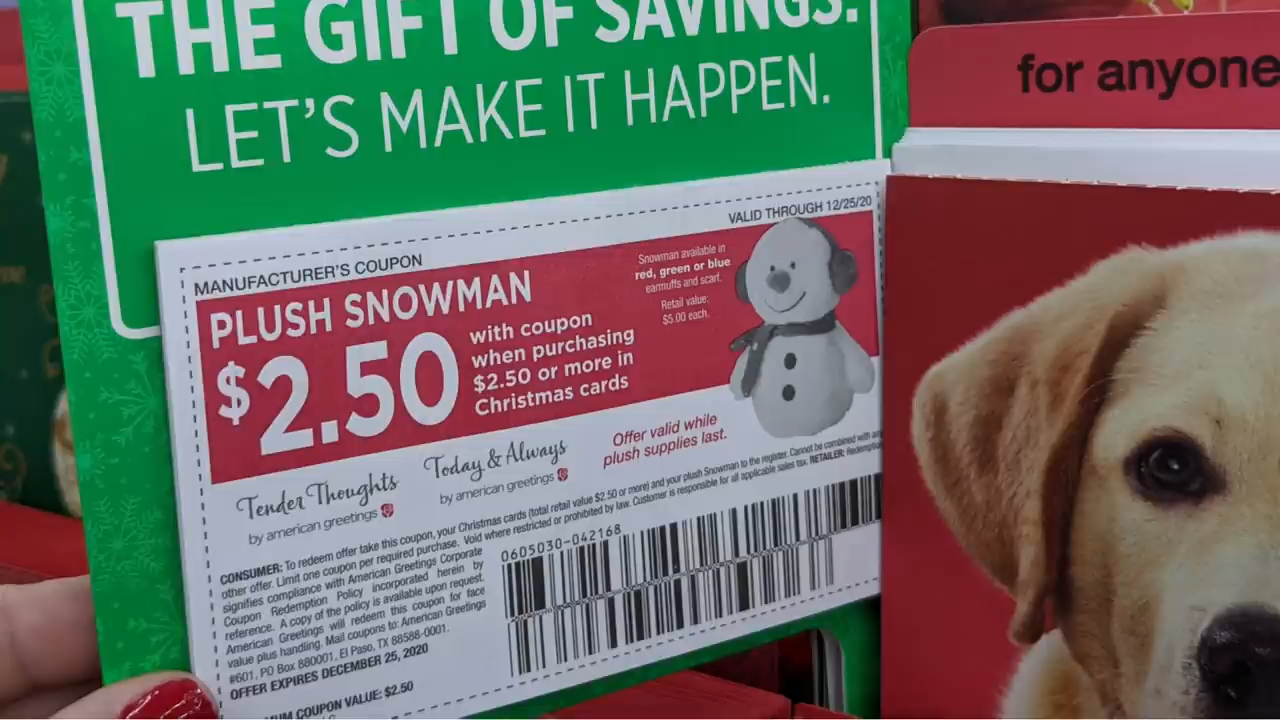 THE GIFT OF SAVINGS.
LET'S MAKE IT HAPPEN.
for anyone
VALID THROUGH 12/25/20
MANUFACTURER'S COUPON
PLUSH SNOWMAN
$2.50
with coupon
when purchasing
$2.50 or more in
Christmas cards
Snowman available in
red, green or blue
earmuffs and scarf.
Retail value:
$5.00 each.
Offer valid while
plush supplies last.
Tender Thoughts
by american greetings
Today & Always
by american greetings
CONSUMER: To redeem offer take this coupon, your Christmas cards (total retail value $2.50 or more) and your plush Snowman to the register. Cannot be combined with any
other offer. Limit one coupon per required purchase. Void where restricted or prohibited by law. Customer is responsible for all applicable sales tax. RETAILER: Redemption
signifies compliance with American Greetings Corporate
Coupon Redemption Policy incorporated herein by
reference. A copy of the policy is available upon request.
American Greetings will redeem this coupon for face
value plus handling. Mail coupons to: American Greetings
#601, PO Box 880001, El Paso, TX 88588-0001.
OFFER EXPIRES DECEMBER 25, 2020
COUPON VALUE: $2.50
0605030-042168